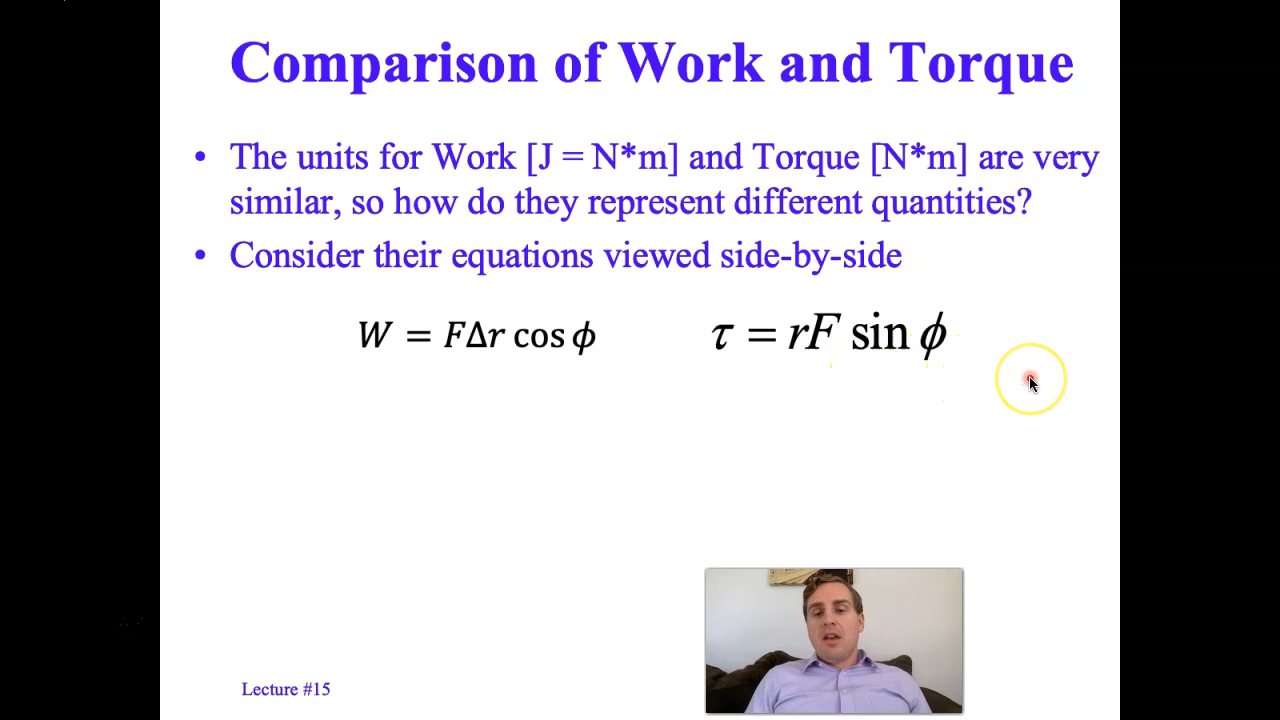 Comparison of Work and Torque
• The units for Work [J = N*m] and Torque [N*m] are very
similar, so how do they represent different quantities?
• Consider their equations viewed side-by-side
W = FΔr cos ϕ
τ = rF sin ϕ
Lecture #15